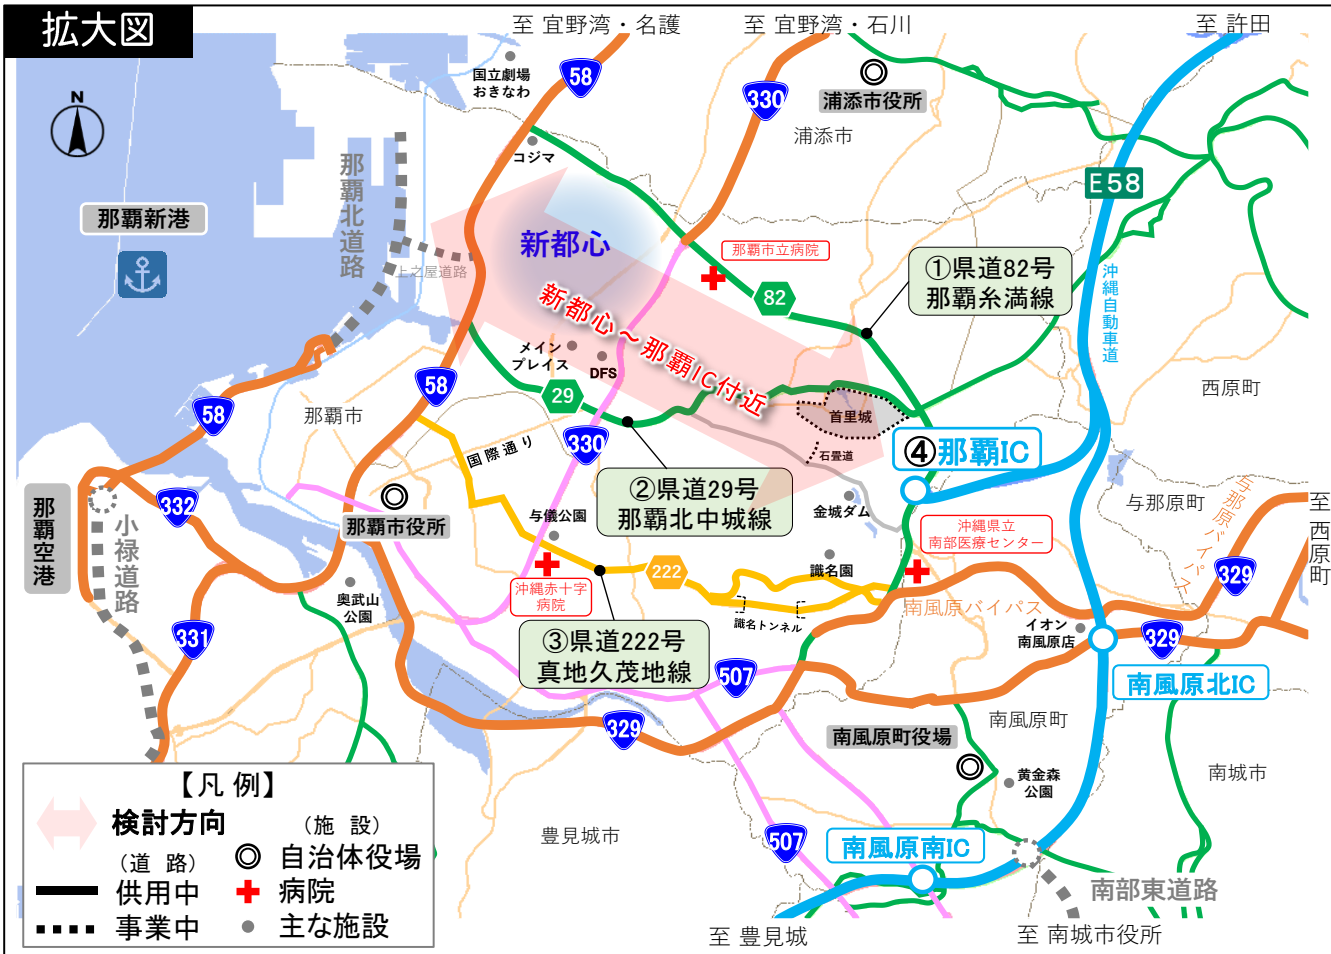 拡大図
至 宜野湾・名護
至 宜野湾・石川
至 許田
N
国立劇場
おきなわ
58
330
浦添市役所
浦添市
コジマ
E58
那覇北道路
那覇新港
新都心
那覇市立病院
上之屋道路
82
①県道82号
那覇糸満線
沖縄自動車道
新都心～那覇IC付近
メイン
プレイス
DFS
58
58
29
西原町
那覇市
首里城
国際通り
330
石畳道
④那覇IC
②県道29号
那覇北中城線
与那原町
与那原バイパス
至 西原町
332
那覇市役所
那覇空港
小禄道路
与儀公園
金城ダム
沖縄県立
南部医療センター
沖縄赤十字
病院
222
識名園
329
奥武山
公園
南風原バイパス
識名トンネル
イオン
南風原店
331
③県道222号
真地久茂地線
329
507
南風原北IC
329
南風原町
南風原町役場
黄金森
公園
南城市
【凡 例】
検討方向
（施 設）
（道 路）
自治体役場
供用中
病院
事業中
主な施設
豊見城市
507
南風原南IC
南部東道路
至 豊見城
至 南城市役所